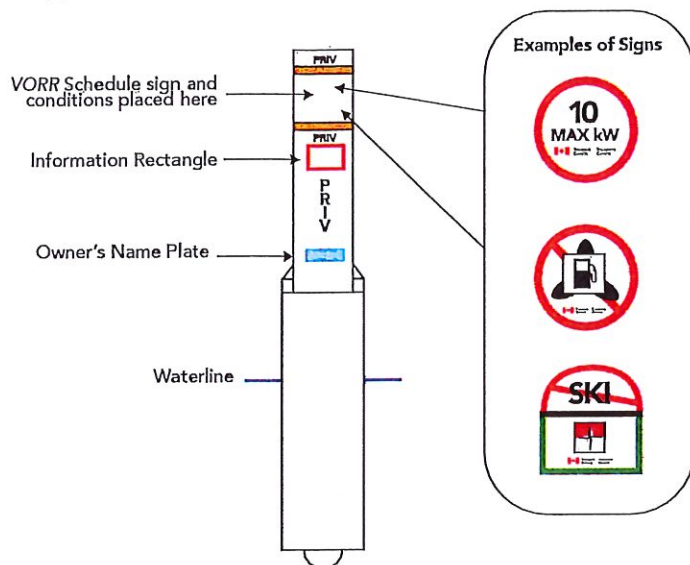 PRIV
VORR Schedule sign and
conditions placed here
PRIV
Information Rectangle
P
R
I
V
Owner's Name Plate
Waterline
Examples of Signs
10
MAX kW
SKI